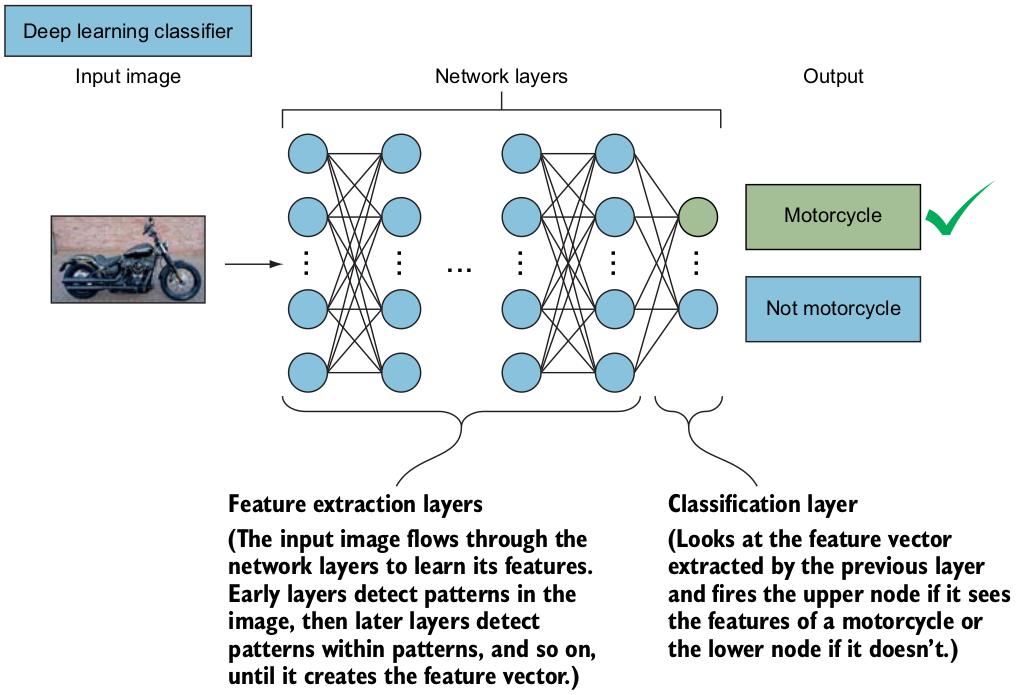 Deep learning classifier
Input image
Network layers
Output
Motorcycle
...
Not motorcycle
Feature extraction layers
(The input image flows through the
network layers to learn its features.
Early layers detect patterns in the
image, then later layers detect
patterns within patterns, and so on,
until it creates the feature vector.)
Classification layer
(Looks at the feature vector
extracted by the previous layer
and fires the upper node if it sees
the features of a motorcycle or
the lower node if it doesn't.)